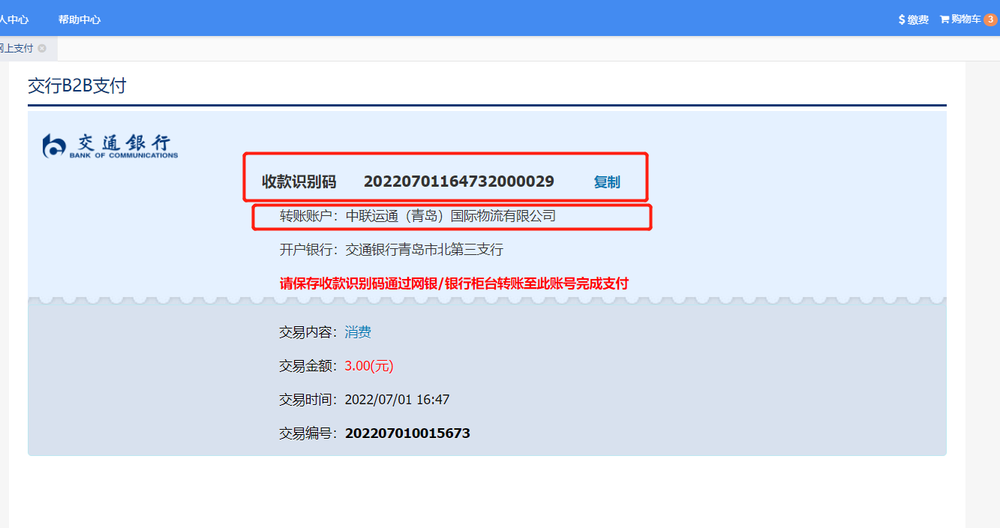 人中心 帮助中心 $ 缴费 购物车 3
网上支付
交行B2B支付
交通銀行
BANK OF COMMUNICATIONS
收款识别码 20220701164732000029 复制
转账账户：中联运通（青岛）国际物流有限公司
开户银行：交通银行青岛市北第三支行
请保存收款识别码通过网银/银行柜台转账至此账号完成支付
交易内容：消费
交易金额：3.00(元)
交易时间：2022/07/01 16:47
交易编号：202207010015673